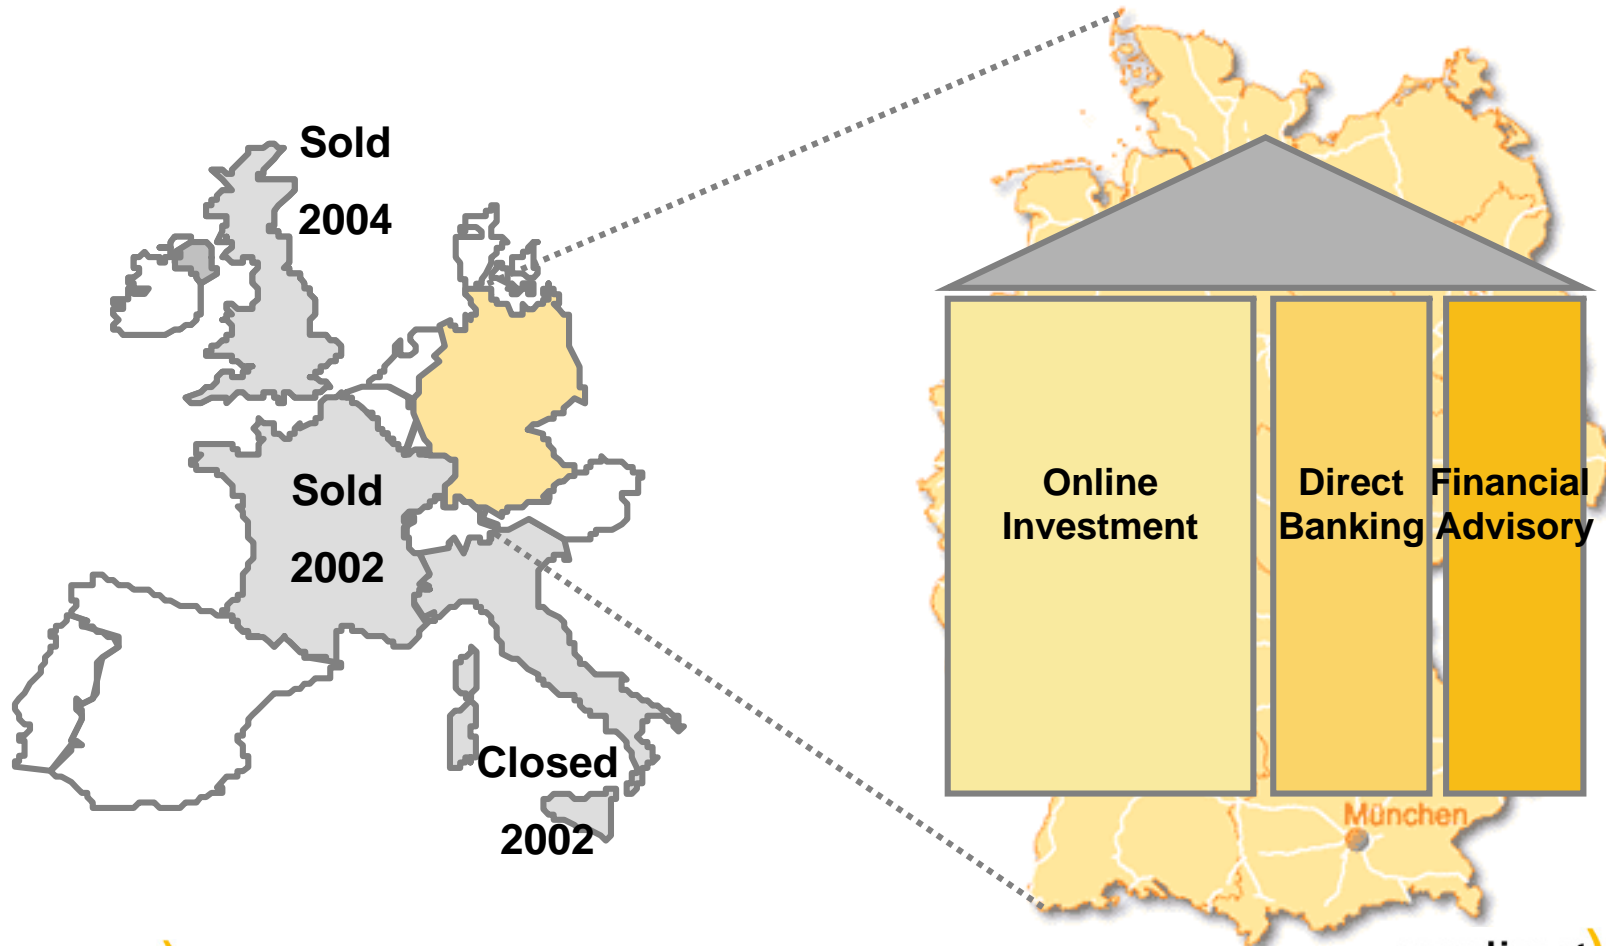 Sold
2004
Sold
2002
Closed
2002
Online
Investment
Direct
Banking
Financial
Advisory
München